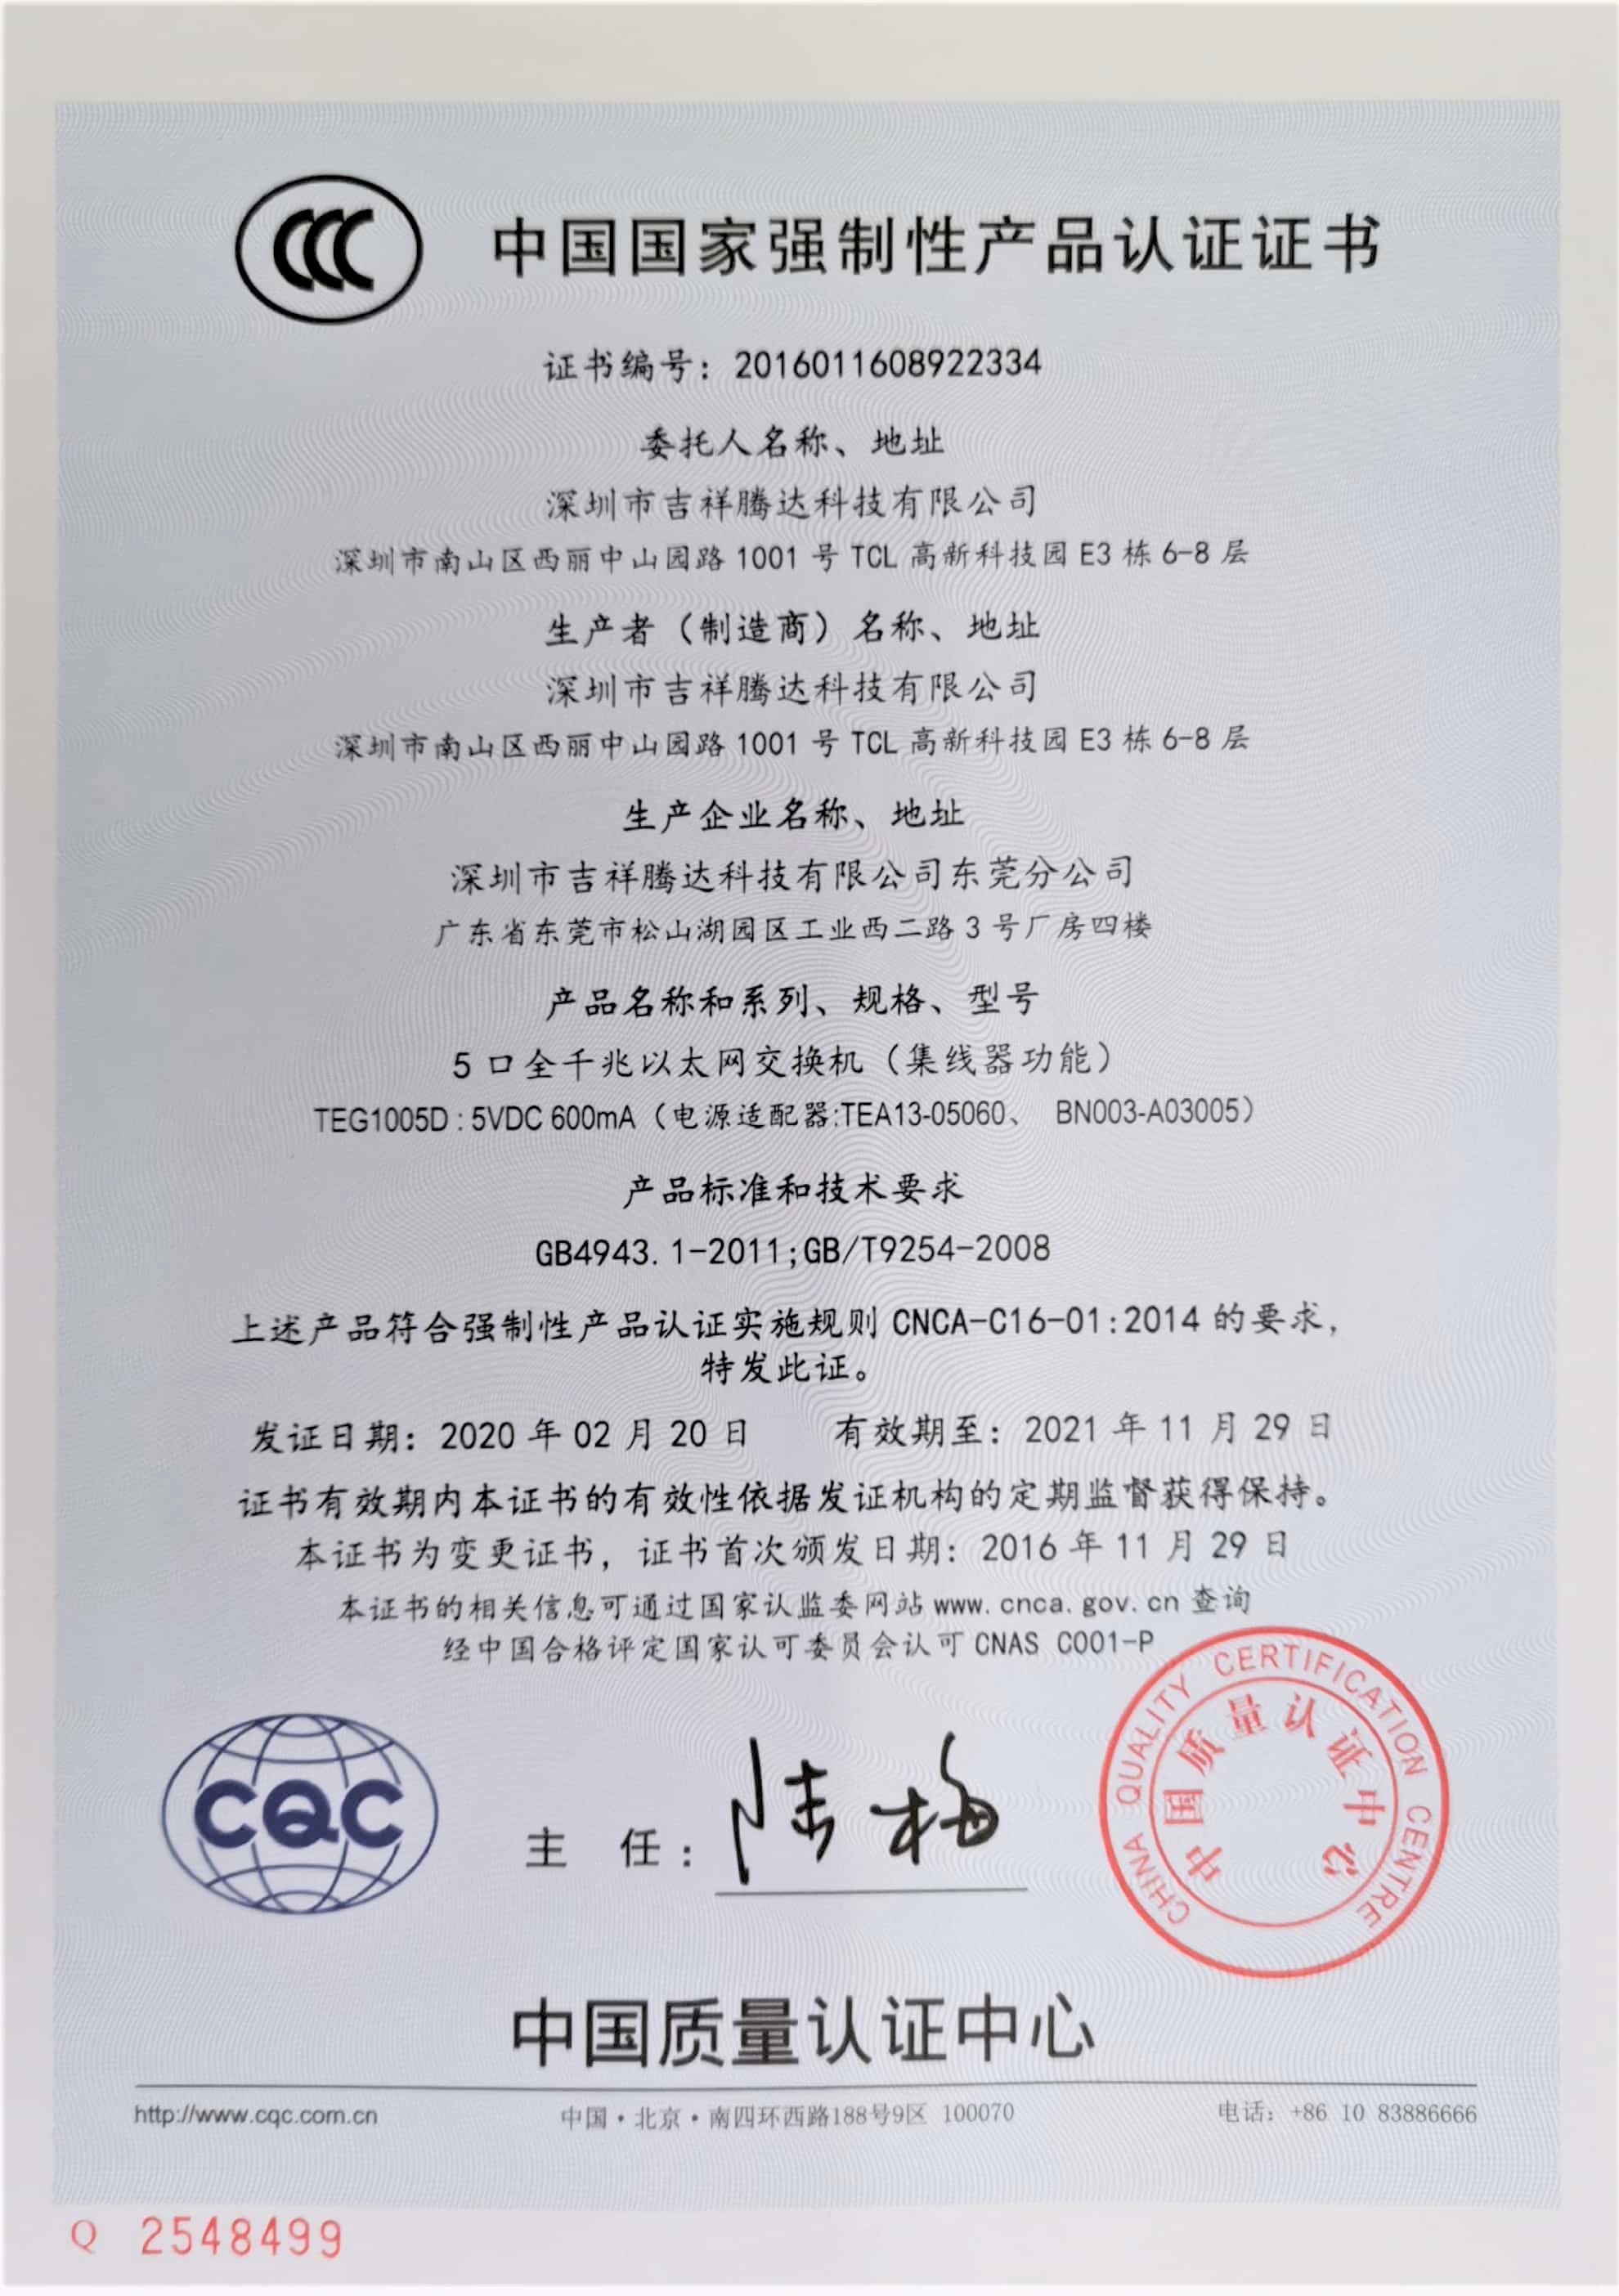 CCC
中国国家强制性产品认证证书
证书编号：2016011608922334
委托人名称、地址
深圳市吉祥腾达科技有限公司
深圳市南山区西丽中山园路 1001 号 TCL 高新科技园 E3 栋 6-8 层
生产者（制造商）名称、地址
深圳市吉祥腾达科技有限公司
深圳市南山区西丽中山园路 1001 号 TCL 高新科技园 E3 栋 6-8 层
生产企业名称、地址
深圳市吉祥腾达科技有限公司东莞分公司
广东省东莞市松山湖园区工业西二路 3 号厂房四楼
产品名称和系列、规格、型号
5 口全千兆以太网交换机（集线器功能）
TEG1005D : 5VDC 600mA（电源适配器:TEA13-05060、 BN003-A03005）
产品标准和技术要求
GB4943.1-2011;GB/T9254-2008
上述产品符合强制性产品认证实施规则 CNCA-C16-01:2014 的要求，
特发此证。
发证日期：2020 年 02 月 20 日 有效期至：2021 年 11 月 29 日
证书有效期内本证书的有效性依据发证机构的定期监督获得保持。
本证书为变更证书，证书首次颁发日期：2016 年 11 月 29 日
本证书的相关信息可通过国家认监委网站 www.cnca.gov.cn 查询
经中国合格评定国家认可委员会认可 CNAS C001-P
CQC
主 任：陆梅
CHINA QUALITY CERTIFICATION CENTRE
中国质量认证中心
中国质量认证中心
http://www.cqc.com.cn 中国·北京·南四环西路188号9区 100070 电话：+86 10 83886666
Q 2548499